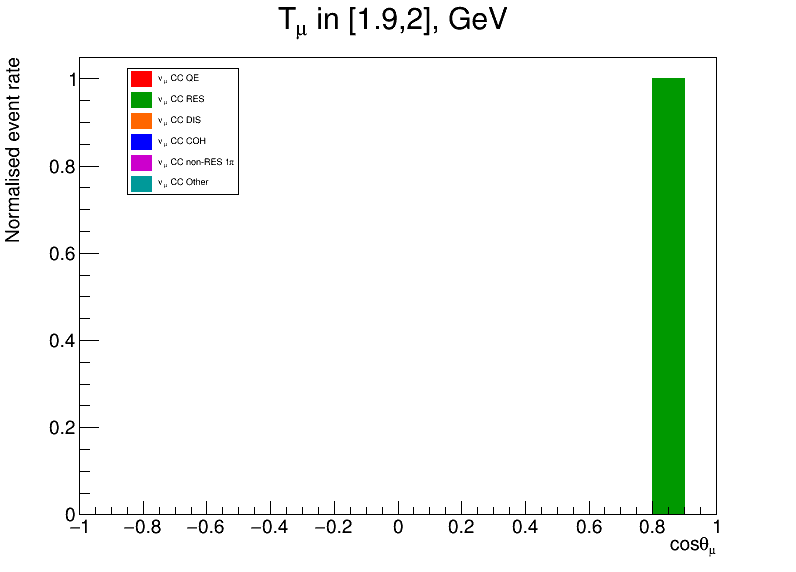 T_μ in [1.9,2], GeV
Normalised event rate
ν_μ CC QE
ν_μ CC RES
ν_μ CC DIS
ν_μ CC COH
ν_μ CC non-RES 1π
ν_μ CC Other
1
0.8
0.6
0.4
0.2
0
−1 −0.8 −0.6 −0.4 −0.2 0 0.2 0.4 0.6 0.8 1
cosθ_μ